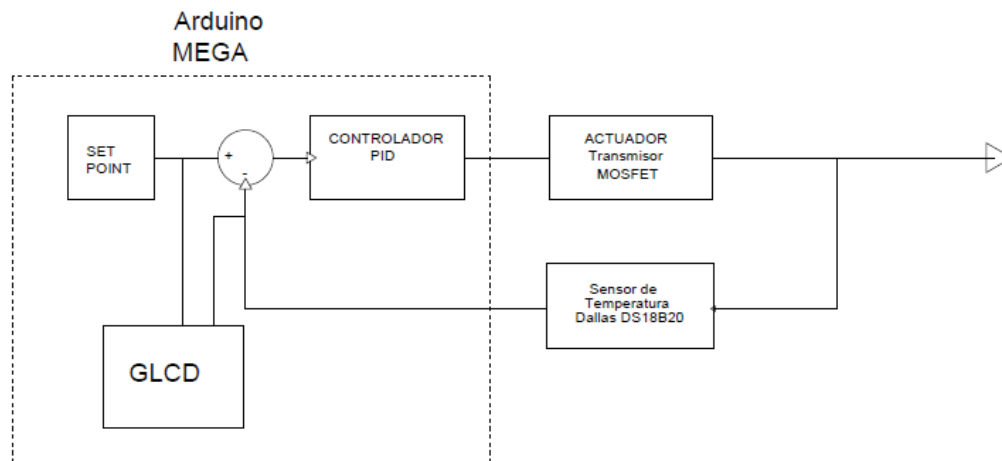 Arduino
MEGA
SET
POINT
+
-
CONTROLADOR
PID
ACTUADOR
Transmisor
MOSFET
Sensor de
Temperatura
Dallas DS18B20
GLCD